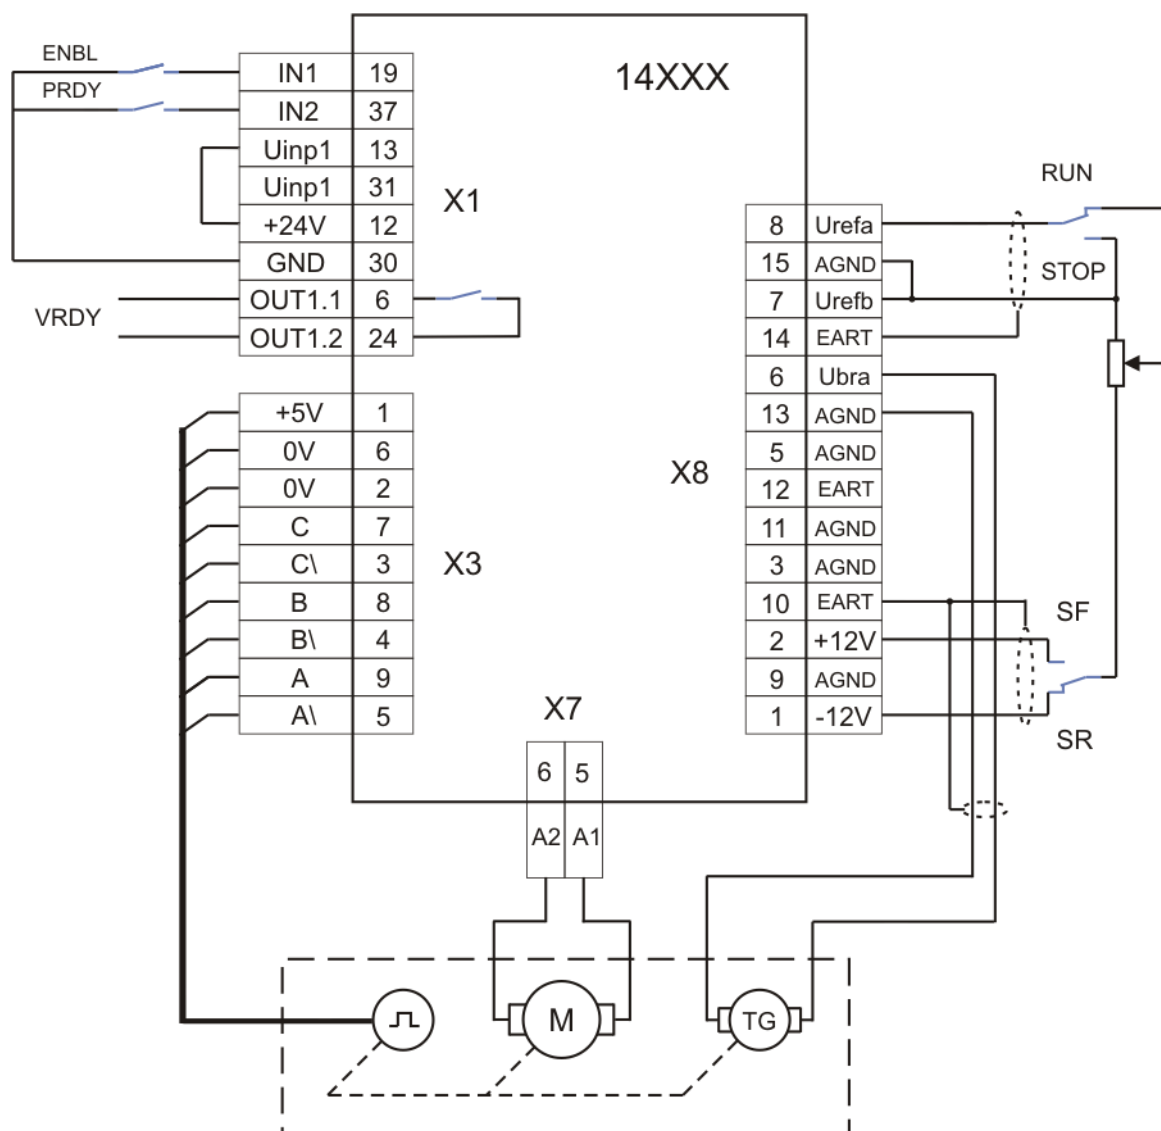 14XXX
ENBL
PRDY
VRDY
IN1 19
IN2 37
Uinp1 13
Uinp1 31
+24V 12
GND 30
OUT1.1 6
OUT1.2 24
X1
+5V 1
0V 6
0V 2
C 7
C\ 3
B 8
B\ 4
A 9
A\ 5
X3
8 Urefa
15 AGND
7 Urefb
14 EART
6 Ubra
13 AGND
5 AGND
12 EART
11 AGND
3 AGND
10 EART
2 +12V
9 AGND
1 -12V
X8
RUN
STOP
SF
SR
X7
6 5
A2 A1
M
TG